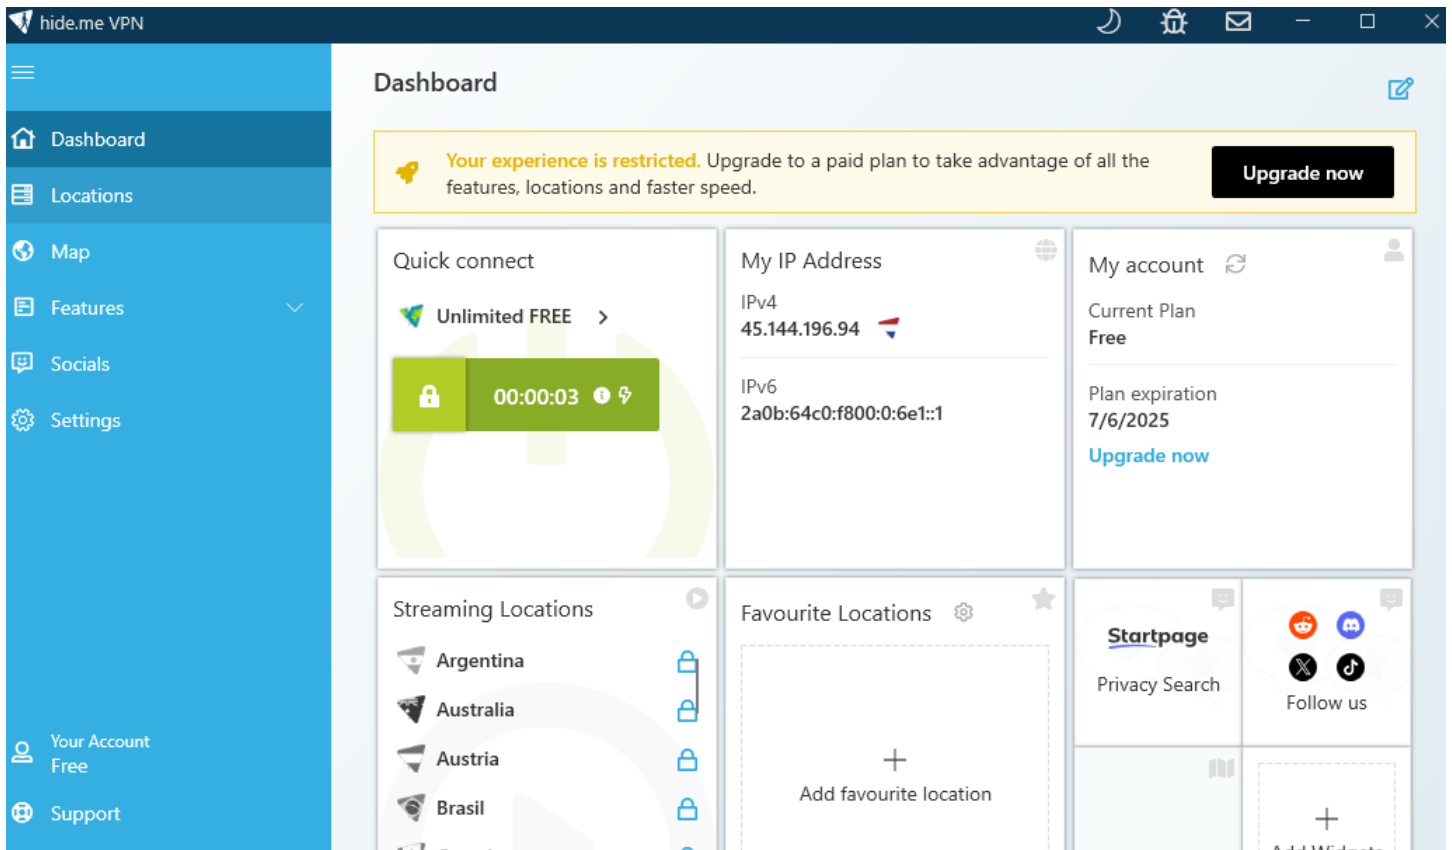 hide.me VPN
Dashboard
Locations
Map
Features
Socials
Settings
Your Account
Free
Support
Dashboard
Your experience is restricted. Upgrade to a paid plan to take advantage of all the
features, locations and faster speed.
Upgrade now
Quick connect
Unlimited FREE
00:00:03
My IP Address
IPv4
45.144.196.94
IPv6
2a0b:64c0:f800:0:6e1::1
My account
Current Plan
Free
Plan expiration
7/6/2025
Upgrade now
Streaming Locations
Argentina
Australia
Austria
Brasil
Favourite Locations
Add favourite location
Startpage
Privacy Search
Follow us
Add Widgets